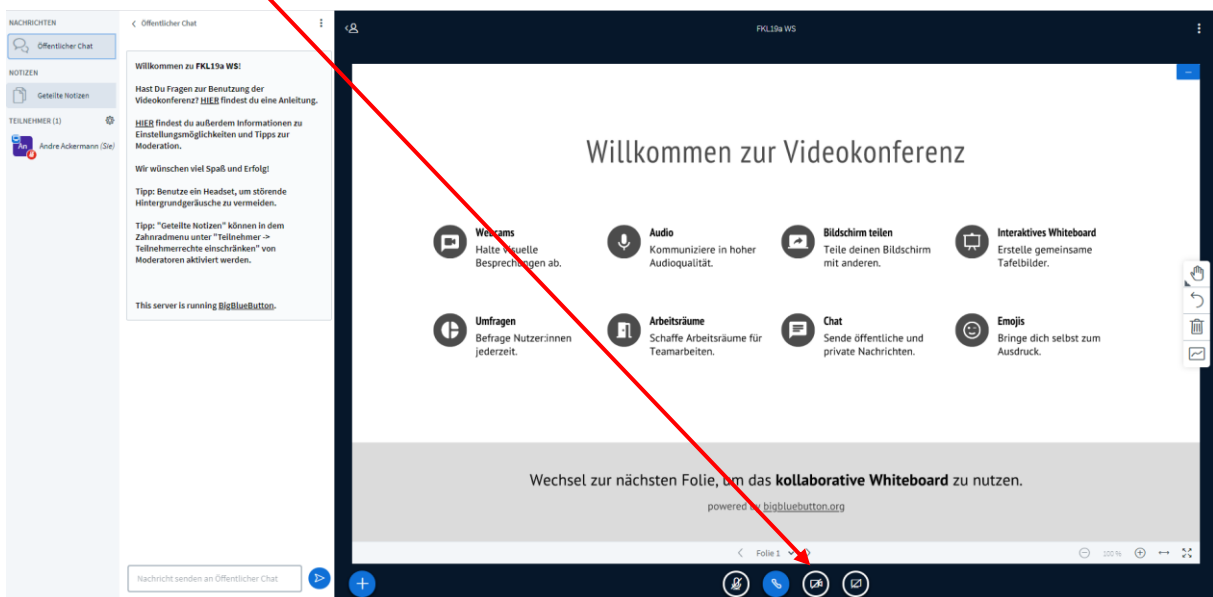 NACHRICHTEN
Öffentlicher Chat
NOTIZEN
Geteilte Notizen
TEILNEHMER (1)
An
Andre Ackermann (Sie)
Öffentlicher Chat
Willkommen zu FKL19a WS!
Hast Du Fragen zur Benutzung der
Videokonferenz? HIER findest du eine Anleitung.
HIER findest du außerdem Informationen zu
Einstellungsmöglichkeiten und Tipps zur
Moderation.
Wir wünschen viel Spaß und Erfolg!
Tipp: Benutze ein Headset, um störende
Hintergrundgeräusche zu vermeiden.
Tipp: "Geteilte Notizen" können in dem
Zahnradmenu unter "Teilnehmer ->
Teilnehmerrechte einschränken" von
Moderatoren aktiviert werden.
This server is running BigBlueButton.
Nachricht senden an Öffentlicher Chat
FKL19a WS
Willkommen zur Videokonferenz
Webcams
Halte visuelle
Besprechungen ab.
Audio
Kommuniziere in hoher
Audioqualität.
Bildschirm teilen
Teile deinen Bildschirm
mit anderen.
Interaktives Whiteboard
Erstelle gemeinsame
Tafelbilder.
Umfragen
Befrage Nutzer:innen
jederzeit.
Arbeitsräume
Schaffe Arbeitsräume für
Teamarbeiten.
Chat
Sende öffentliche und
private Nachrichten.
Emojis
Bringe dich selbst zum
Ausdruck.
Wechsel zur nächsten Folie, um das kollaborative Whiteboard zu nutzen.
powered by bigbluebutton.org
Folie 1
100 %